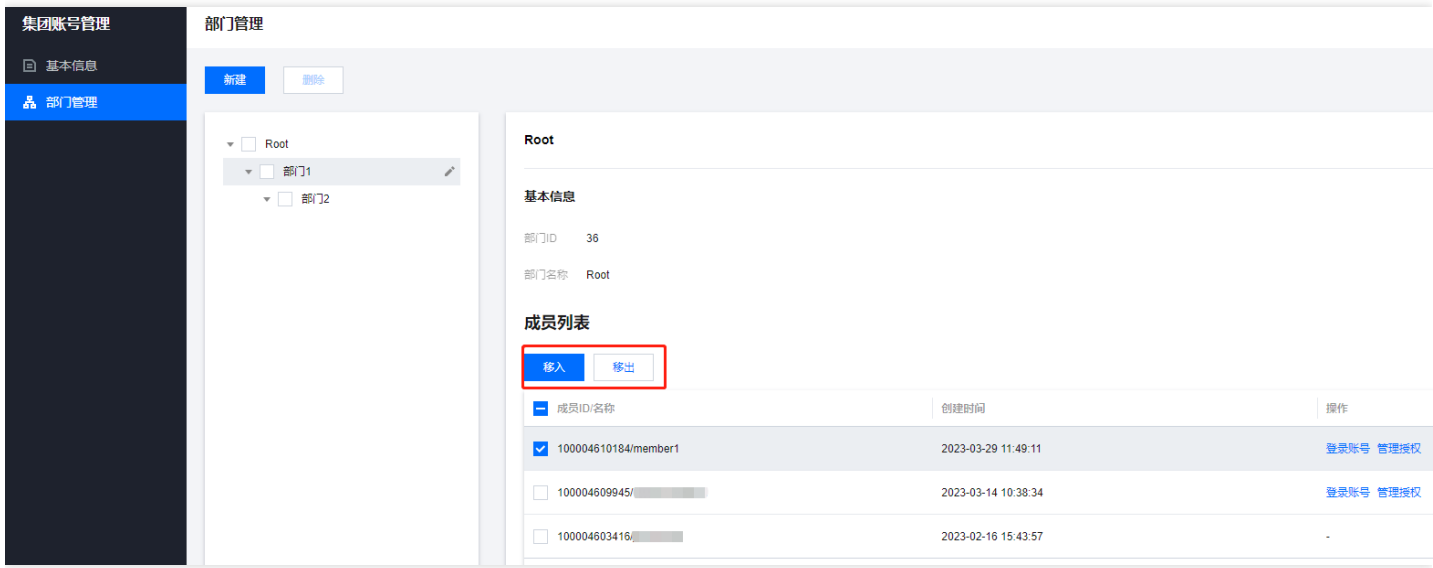 集团账号管理
部门管理
基本信息
部门管理
新建
删除
Root
部门1
部门2
Root
基本信息
部门ID 36
部门名称 Root
成员列表
移入 移出
成员ID/名称 创建时间 操作
100004610184/member1 2023-03-29 11:49:11 登录账号 管理授权
100004609945/ 2023-03-14 10:38:34 登录账号 管理授权
100004603416/ 2023-02-16 15:43:57 -